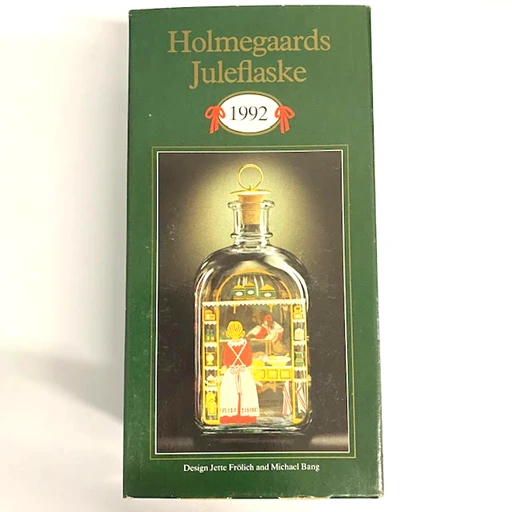 Holmegaards
Juleflaske
1992
Design Jette Frölich and Michael Bang